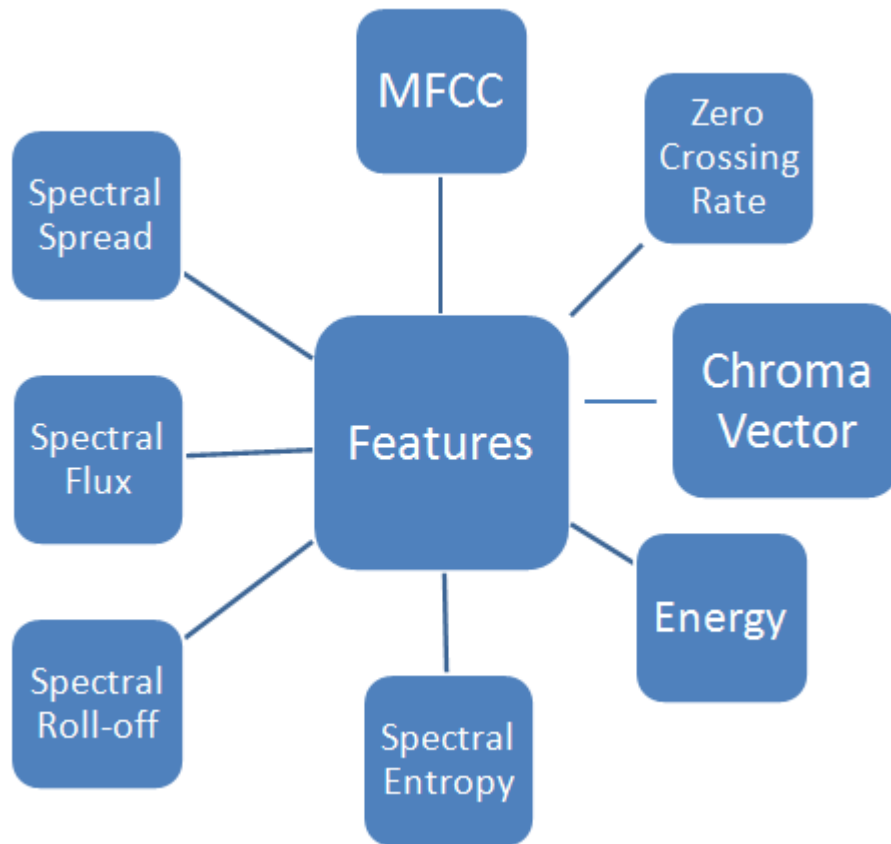 MFCC
Zero
Crossing
Rate
Spectral
Spread
Chroma
Vector
Features
Spectral
Flux
Energy
Spectral
Roll-off
Spectral
Entropy